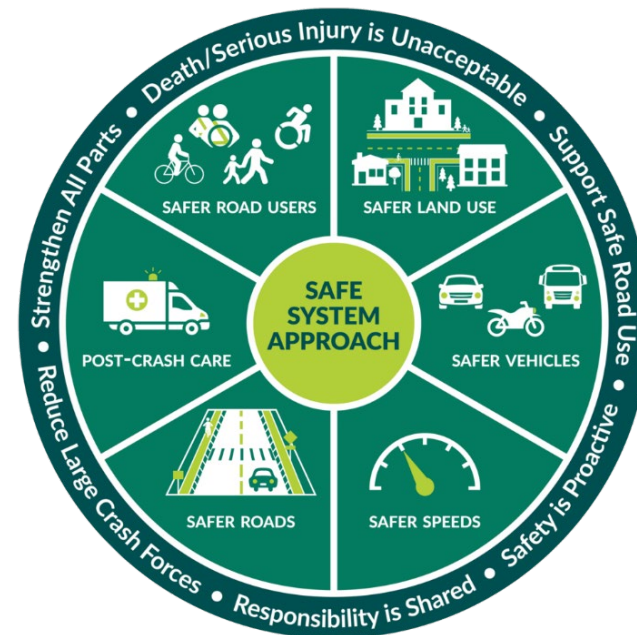 Death/Serious Injury is Unacceptable • Support Safe Road Use • Safety is Proactive • Responsibility is Shared • Reduce Large Crash Forces • Strengthen All Parts •
SAFER ROAD USERS
SAFER LAND USE
SAFE
SYSTEM
APPROACH
POST-CRASH CARE
SAFER VEHICLES
SAFER ROADS
SAFER SPEEDS